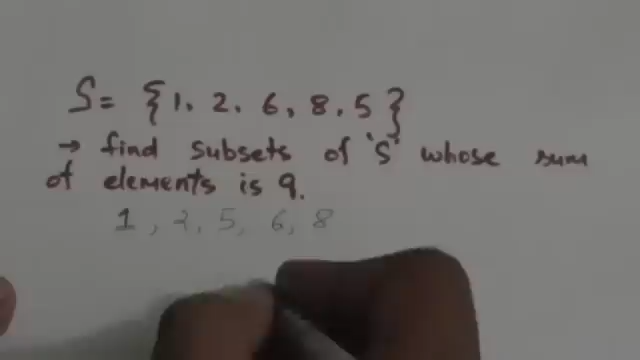 S= {1, 2, 6, 8, 5}
→ find subsets of 'S' whose sum
of elements is 9.
1, 2, 5, 6, 8